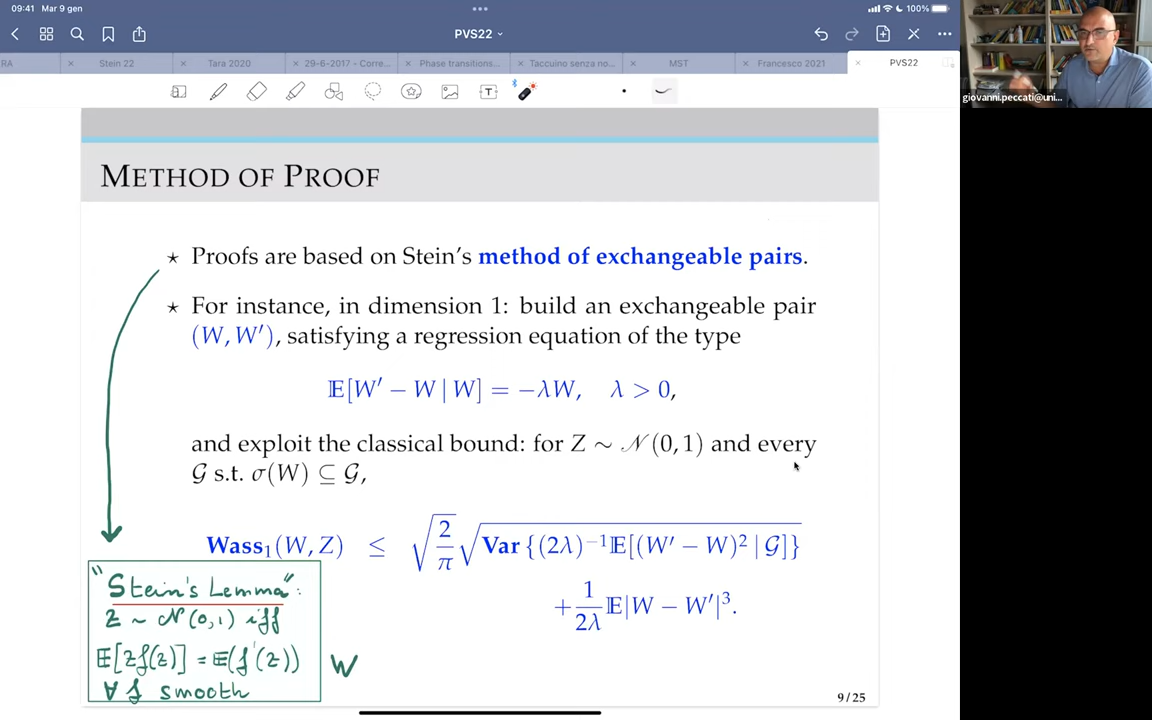 09:41 Mar 9 gen
100%
PVS22
RA
Stein 22
Tara 2020
29-6-2017 - Corre...
Phase transitions...
Taccuino senza no...
MST
Francesco 2021
PVS22
giovanni.peccati@uni...
METHOD OF PROOF
⋆ Proofs are based on Stein's method of exchangeable pairs.
⋆ For instance, in dimension 1: build an exchangeable pair
(W, W′), satisfying a regression equation of the type
𝔼[W′ − W | W] = −λW, λ > 0,
and exploit the classical bound: for Z ∼ 𝒩(0, 1) and every
𝒢 s.t. σ(W) ⊆ 𝒢,
Wass₁(W, Z) ≤ √(2/π) √(Var{(2λ)⁻¹𝔼[(W′ − W)² | 𝒢]})
+ 1/(2λ) 𝔼|W − W′|³.
"Stein's Lemma":
Z ~ 𝒩(0,1) iff
𝔼[Zf(Z)] = 𝔼(f′(Z))
∀ f smooth
W
9 / 25